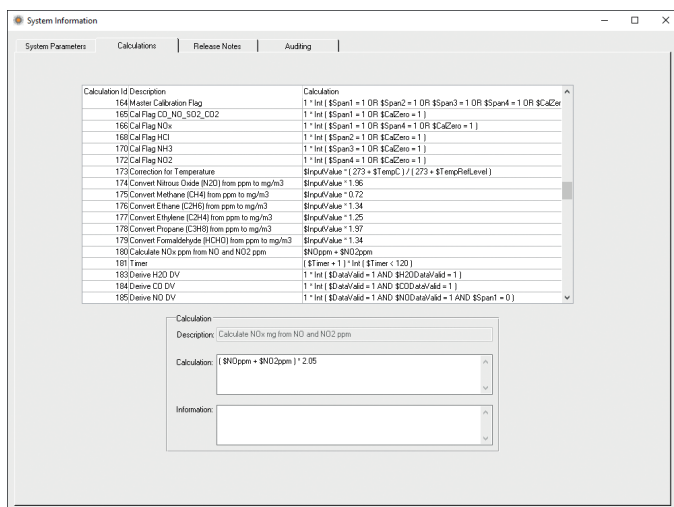 System Information
System Parameters Calculations Release Notes Auditing
Calculation Id Description Calculation
164 Master Calibration Flag 1 * Int ( $Span1 = 1 OR $Span2 = 1 OR $Span3 = 1 OR $Span4 = 1 OR $CalZer
165 Cal Flag CO_NO_SO2_CO2 1 * Int ( $Span1 = 1 OR $CalZero = 1 )
166 Cal Flag NOx 1 * Int ( $Span1 = 1 OR $Span4 = 1 OR $CalZero = 1 )
168 Cal Flag HCl 1 * Int ( $Span2 = 1 OR $CalZero = 1 )
170 Cal Flag NH3 1 * Int ( $Span3 = 1 OR $CalZero = 1 )
172 Cal Flag NO2 1 * Int ( $Span4 = 1 OR $CalZero = 1 )
173 Correction for Temperature $InputValue * ( 273 + $TempC ) / ( 273 + $TempRefLevel )
174 Convert Nitrous Oxide (N2O) from ppm to mg/m3 $InputValue * 1.96
175 Convert Methane (CH4) from ppm to mg/m3 $InputValue * 0.72
176 Convert Ethane (C2H6) from ppm to mg/m3 $InputValue * 1.34
177 Convert Ethylene (C2H4) from ppm to mg/m3 $InputValue * 1.25
178 Convert Propane (C3H8) from ppm to mg/m3 $InputValue * 1.97
179 Convert Formaldehyde (HCHO) from ppm to mg/m3 $InputValue * 1.34
180 Calculate NOx ppm from NO and NO2 ppm $NOppm + $NO2ppm
181 Timer ( $Timer + 1 ) * Int ( $Timer < 120 )
183 Derive H2O DV 1 * Int ( $DataValid = 1 AND $H2ODataValid = 1 )
184 Derive CO DV 1 * Int ( $DataValid = 1 AND $CODataValid = 1 )
185 Derive NO DV 1 * Int ( $DataValid = 1 AND $NODataValid = 1 AND $Span1 = 0 )
Calculation
Description: Calculate NOx mg from NO and NO2 ppm
Calculation: ( $NOppm + $NO2ppm ) * 2.05
Information: